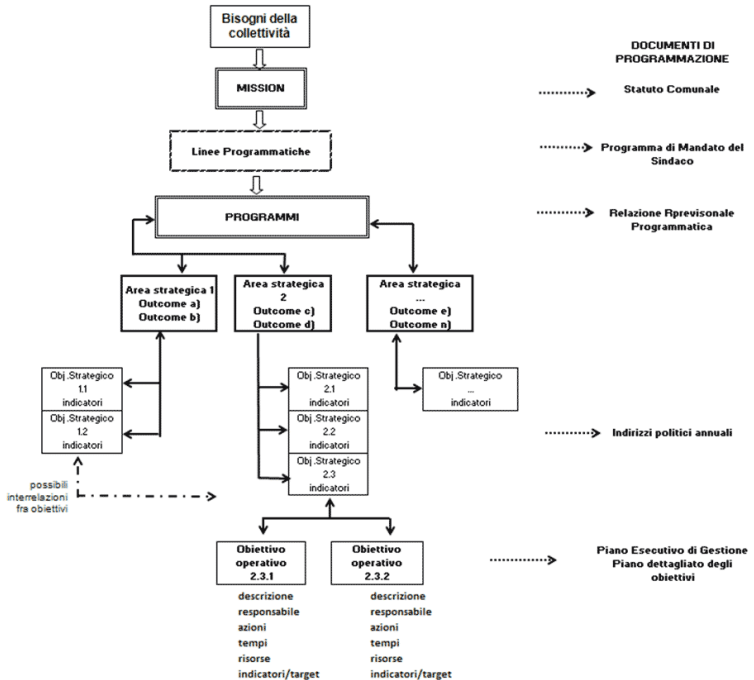 Bisogni della
collettività
DOCUMENTI DI
PROGRAMMAZIONE
MISSION
Statuto Comunale
Linee Programmatiche
Programma di Mandato del
Sindaco
PROGRAMMI
Relazione Rprevisonale
Programmatica
Area strategica 1
Outcome a)
Outcome b)
Area strategica
2
Outcome c)
Outcome d)
Area strategica
...
Outcome e)
Outcome n)
Obj.Strategico
1.1
indicatori
Obj.Strategico
1.2
indicatori
Obj.Strategico
2.1
indicatori
Obj.Strategico
2.2
indicatori
Obj.Strategico
2.3
indicatori
Obj.Strategico
...
indicatori
Indirizzi politici annuali
possibili
interrelazioni
fra obiettivi
Obiettivo
operativo
2.3.1
descrizione
responsabile
azioni
tempi
risorse
indicatori/target
Obiettivo
operativo
2.3.2
descrizione
responsabile
azioni
tempi
risorse
indicatori/target
Piano Esecutivo di Gestione
Piano dettagliato degli
obiettivi